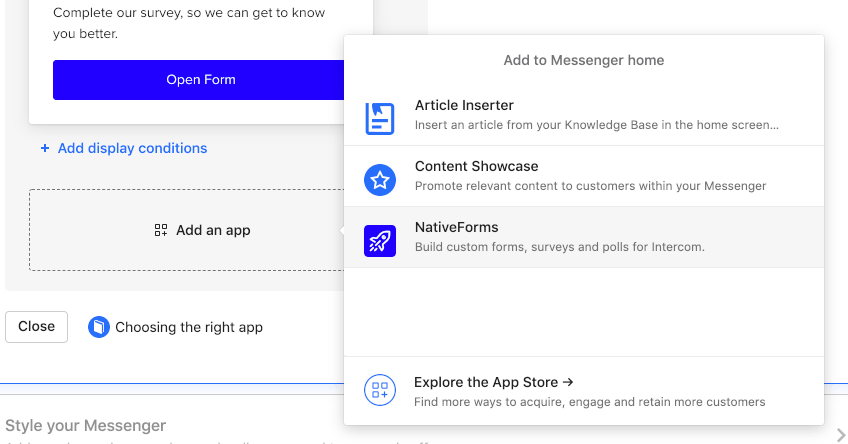 Complete our survey, so we can get to know
you better.
Open Form
+ Add display conditions
Add an app
Close
Choosing the right app
Style your Messenger
Add to Messenger home
Article Inserter
Insert an article from your Knowledge Base in the home screen...
Content Showcase
Promote relevant content to customers within your Messenger
NativeForms
Build custom forms, surveys and polls for Intercom.
Explore the App Store →
Find more ways to acquire, engage and retain more customers